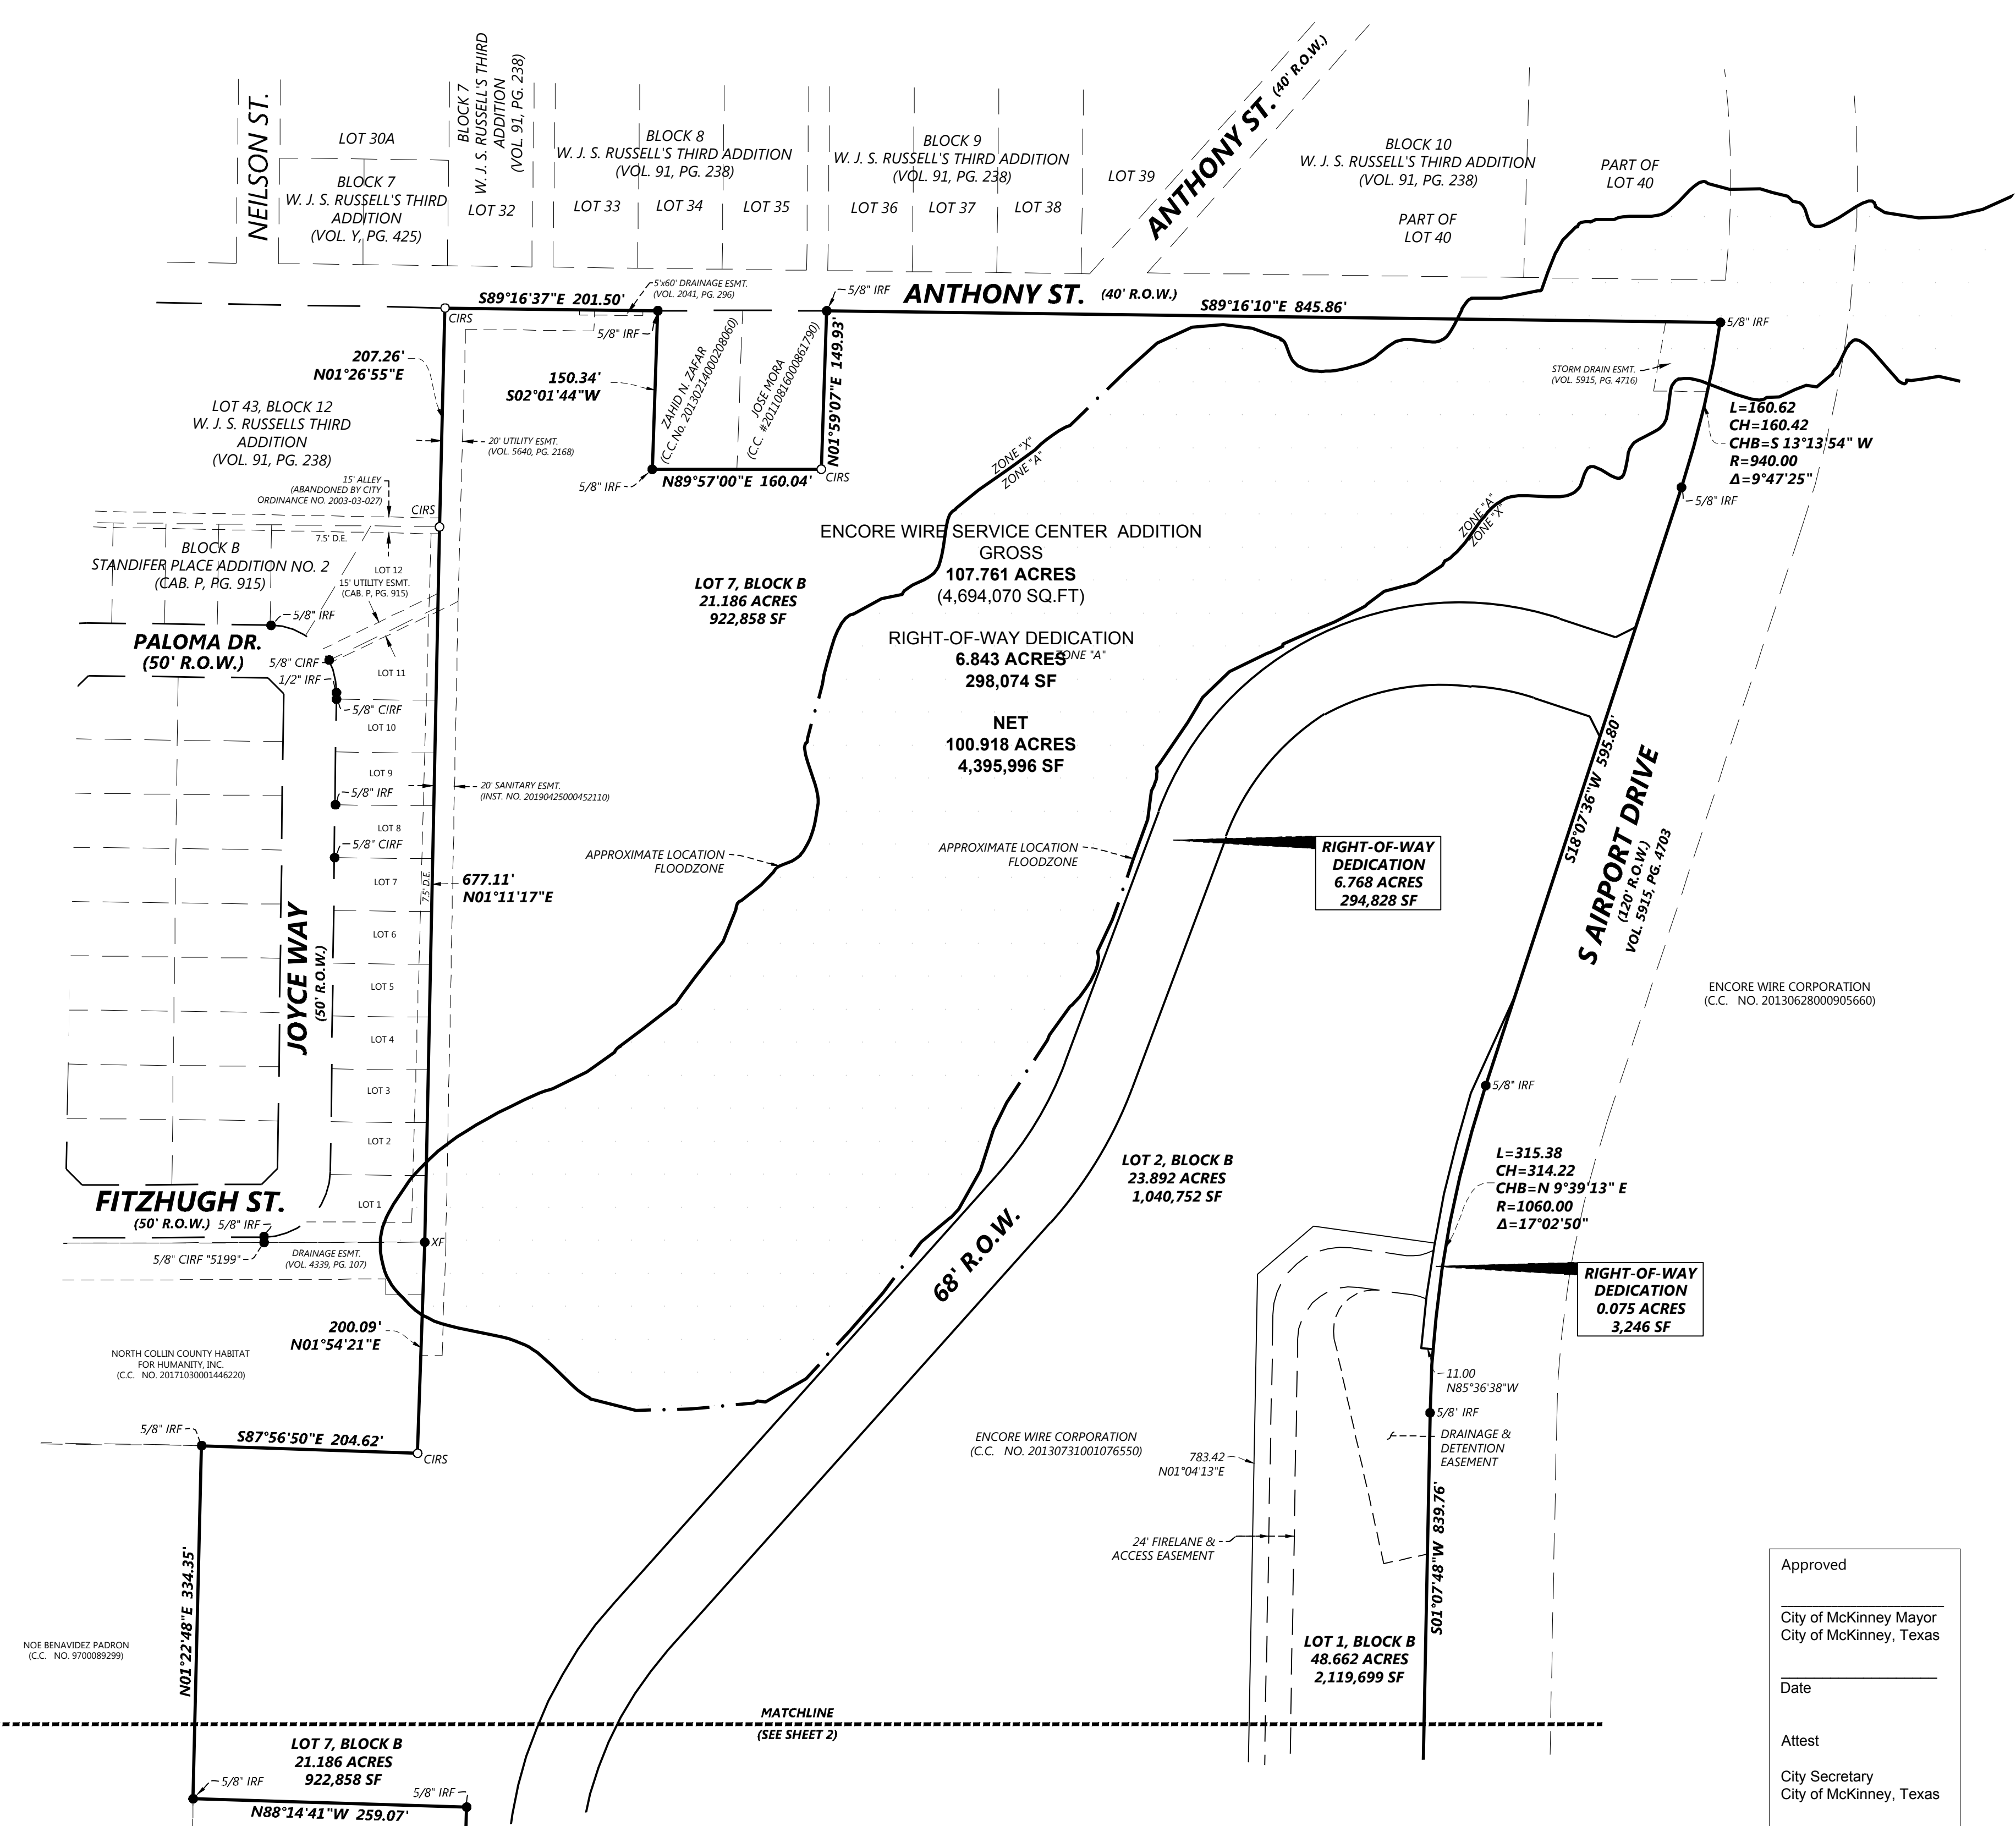 NEILSON ST.
LOT 30A
BLOCK 7
W. J. S. RUSSELL'S THIRD
ADDITION
(VOL. Y, PG. 425)
BLOCK 7
W. J. S. RUSSELL'S THIRD
ADDITION
(VOL. 91, PG. 238)
LOT 32
BLOCK 8
W. J. S. RUSSELL'S THIRD ADDITION
(VOL. 91, PG. 238)
LOT 33
LOT 34
LOT 35
BLOCK 9
W. J. S. RUSSELL'S THIRD ADDITION
(VOL. 91, PG. 238)
LOT 36
LOT 37
LOT 38
LOT 39
ANTHONY ST. (40' R.O.W.)
BLOCK 10
W. J. S. RUSSELL'S THIRD ADDITION
(VOL. 91, PG. 238)
PART OF
LOT 40
PART OF
LOT 40
S89°16'37"E 201.50'
5'x60' DRAINAGE ESMT.
(VOL. 2041, PG. 296)
5/8" IRF
ANTHONY ST. (40' R.O.W.)
S89°16'10"E 845.86'
5/8" IRF
CIRS
5/8" IRF
207.26'
N01°26'55"E
150.34'
S02°01'44"W
ZAHID N. ZAFAR
(C.C.No. 20130214000208060)
JOSE MORA
(C.C. #20110816000861790)
N01°59'07"E 149.93'
STORM DRAIN ESMT.
(VOL. 5915, PG. 4716)
L=160.62
CH=160.42
CHB=S 13°13'54" W
R=940.00
Δ=9°47'25"
5/8" IRF
LOT 43, BLOCK 12
W. J. S. RUSSELLS THIRD
ADDITION
(VOL. 91, PG. 238)
20' UTILITY ESMT.
(VOL. 5640, PG. 2168)
5/8" IRF
N89°57'00"E 160.04'
CIRS
ZONE "X"
ZONE "A"
ZONE "A"
ZONE "X"
15' ALLEY
(ABANDONED BY CITY
ORDINANCE NO. 2003-03-027)
CIRS
7.5' D.E.
BLOCK B
STANDIFER PLACE ADDITION NO. 2
(CAB. P, PG. 915)
LOT 12
15' UTILITY ESMT.
(CAB. P, PG. 915)
5/8" IRF
ENCORE WIRE SERVICE CENTER ADDITION
GROSS
107.761 ACRES
(4,694,070 SQ.FT)
LOT 7, BLOCK B
21.186 ACRES
922,858 SF
RIGHT-OF-WAY DEDICATION
6.843 ACRES
ZONE "A"
298,074 SF
NET
100.918 ACRES
4,395,996 SF
PALOMA DR.
(50' R.O.W.)
5/8" CIRF
1/2" IRF
5/8" CIRF
LOT 11
LOT 10
LOT 9
5/8" IRF
LOT 8
5/8" CIRF
LOT 7
LOT 6
LOT 5
LOT 4
LOT 3
LOT 2
LOT 1
7.5' D.E.
20' SANITARY ESMT.
(INST. NO. 20190425000452110)
677.11'
N01°11'17"E
JOYCE WAY
(50' R.O.W.)
APPROXIMATE LOCATION
FLOODZONE
APPROXIMATE LOCATION
FLOODZONE
RIGHT-OF-WAY
DEDICATION
6.768 ACRES
294,828 SF
S18°07'36"W 595.80'
S AIRPORT DRIVE
(120' R.O.W.)
VOL. 5915, PG. 4703
ENCORE WIRE CORPORATION
(C.C. NO. 20130628000905660)
5/8" IRF
L=315.38
CH=314.22
CHB=N 9°39'13" E
R=1060.00
Δ=17°02'50"
LOT 2, BLOCK B
23.892 ACRES
1,040,752 SF
68' R.O.W.
FITZHUGH ST.
(50' R.O.W.)
5/8" IRF
5/8" CIRF "5199"
DRAINAGE ESMT.
(VOL. 4339, PG. 107)
XF
RIGHT-OF-WAY
DEDICATION
0.075 ACRES
3,246 SF
200.09'
N01°54'21"E
NORTH COLLIN COUNTY HABITAT
FOR HUMANITY, INC.
(C.C. NO. 20171030001446220)
11.00
N85°36'38"W
5/8" IRF
DRAINAGE &
DETENTION
EASEMENT
5/8" IRF
S87°56'50"E 204.62'
CIRS
ENCORE WIRE CORPORATION
(C.C. NO. 20130731001076550)
783.42
N01°04'13"E
24' FIRELANE &
ACCESS EASEMENT
S01°07'48"W 839.76'
N01°22'48"E 334.35'
NOE BENAVIDEZ PADRON
(C.C. NO. 9700089299)
LOT 1, BLOCK B
48.662 ACRES
2,119,699 SF
MATCHLINE
(SEE SHEET 2)
LOT 7, BLOCK B
21.186 ACRES
922,858 SF
5/8" IRF
5/8" IRF
N88°14'41"W 259.07'
Approved
City of McKinney Mayor
City of McKinney, Texas
Date
Attest
City Secretary
City of McKinney, Texas